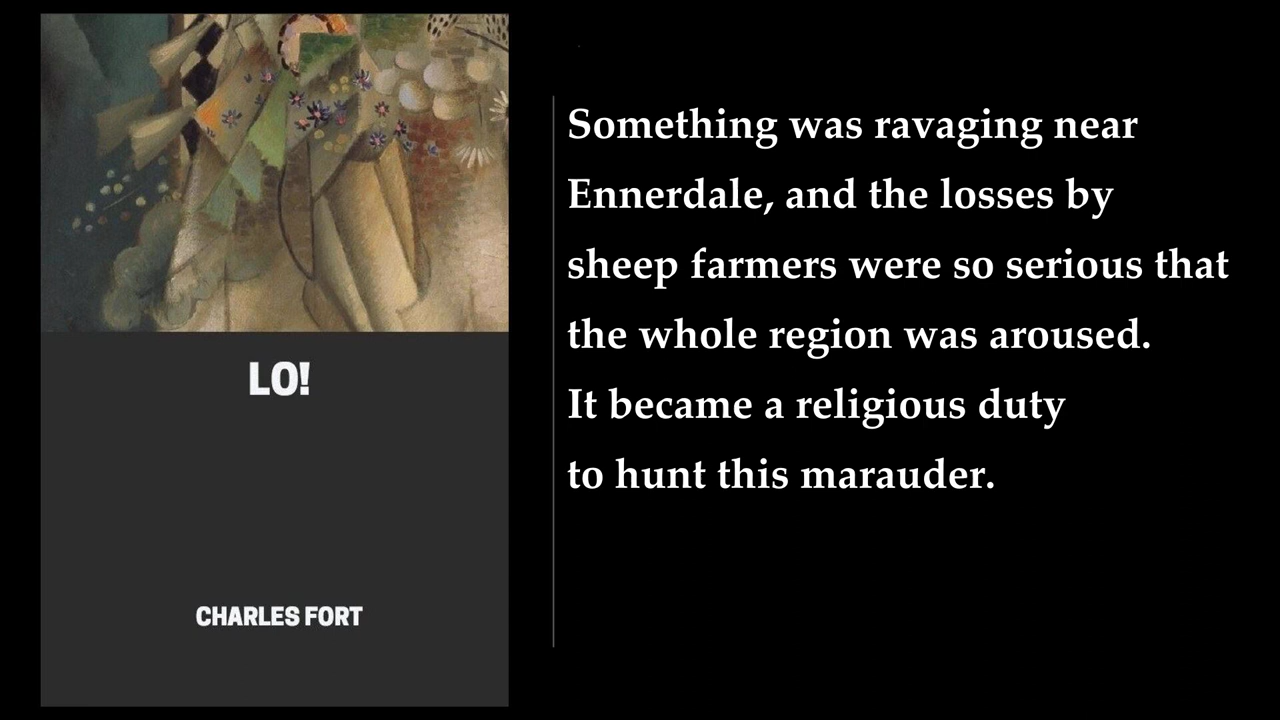 LO!
CHARLES FORT
Something was ravaging near
Ennerdale, and the losses by
sheep farmers were so serious that
the whole region was aroused.
It became a religious duty
to hunt this marauder.